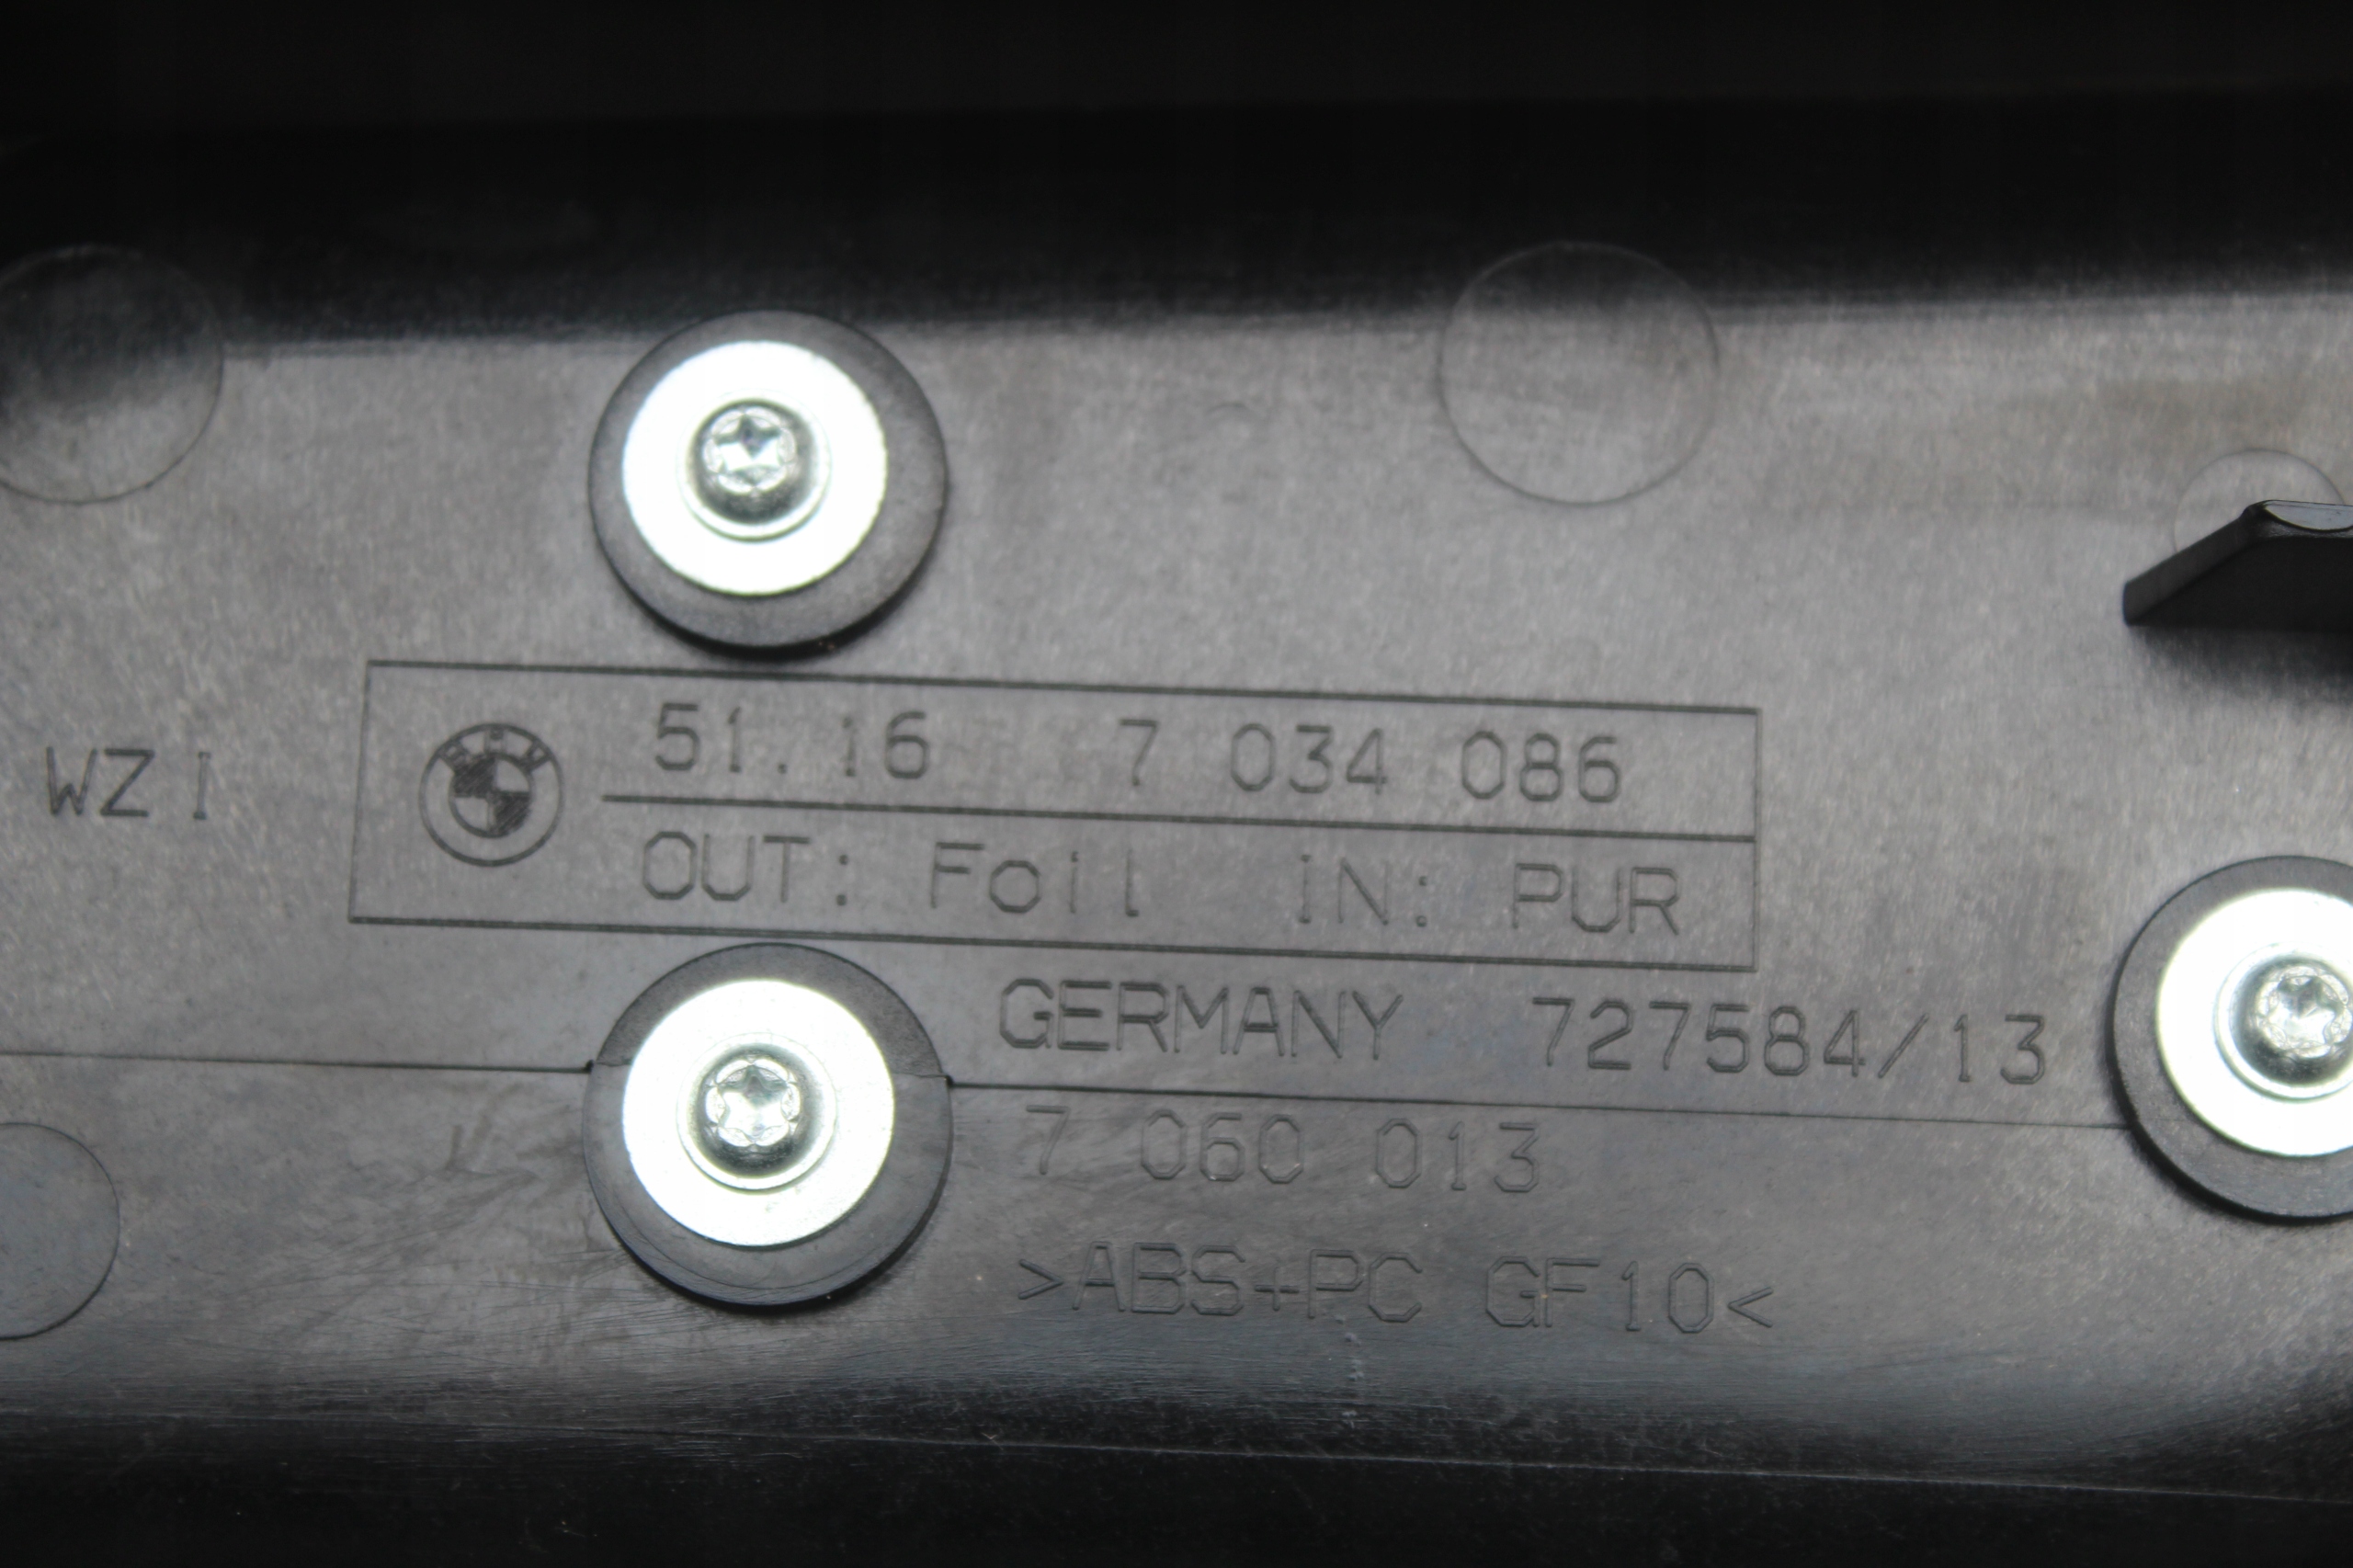 WZ I
BMW
51.16 7 034 086
OUT: Foil IN: PUR
GERMANY 727584/13
7 060 013
>ABS+PC GF10<